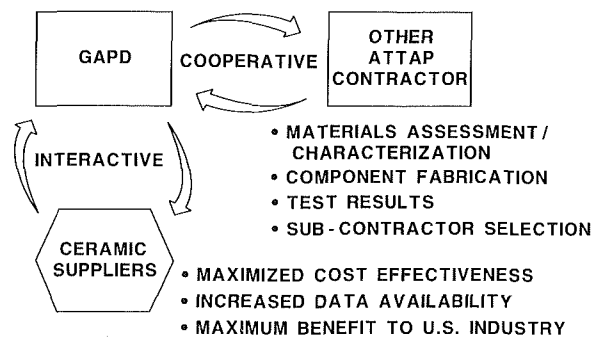 GAPD
COOPERATIVE
OTHER
ATTAP
CONTRACTOR
INTERACTIVE
• MATERIALS ASSESSMENT /
CHARACTERIZATION
• COMPONENT FABRICATION
• TEST RESULTS
• SUB-CONTRACTOR SELECTION
CERAMIC
SUPPLIERS
• MAXIMIZED COST EFFECTIVENESS
• INCREASED DATA AVAILABILITY
• MAXIMUM BENEFIT TO U.S. INDUSTRY